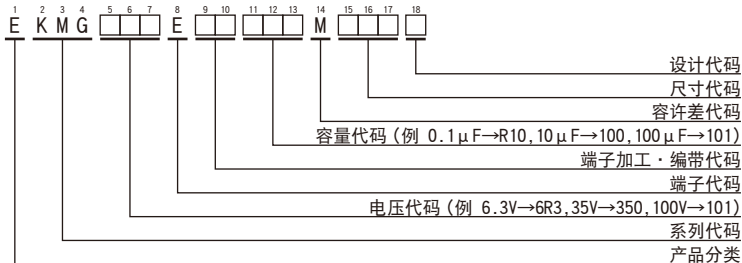 1 2 3 4 5 6 7 8 9 10 11 12 13 14 15 16 17 18
E K M G □□□ E □□ □□□ M □□□ □
设计代码
尺寸代码
容许差代码
容量代码(例 0.1μF→R10,10μF→100,100μF→101)
端子加工・编带代码
端子代码
电压代码(例 6.3V→6R3,35V→350,100V→101)
系列代码
产品分类